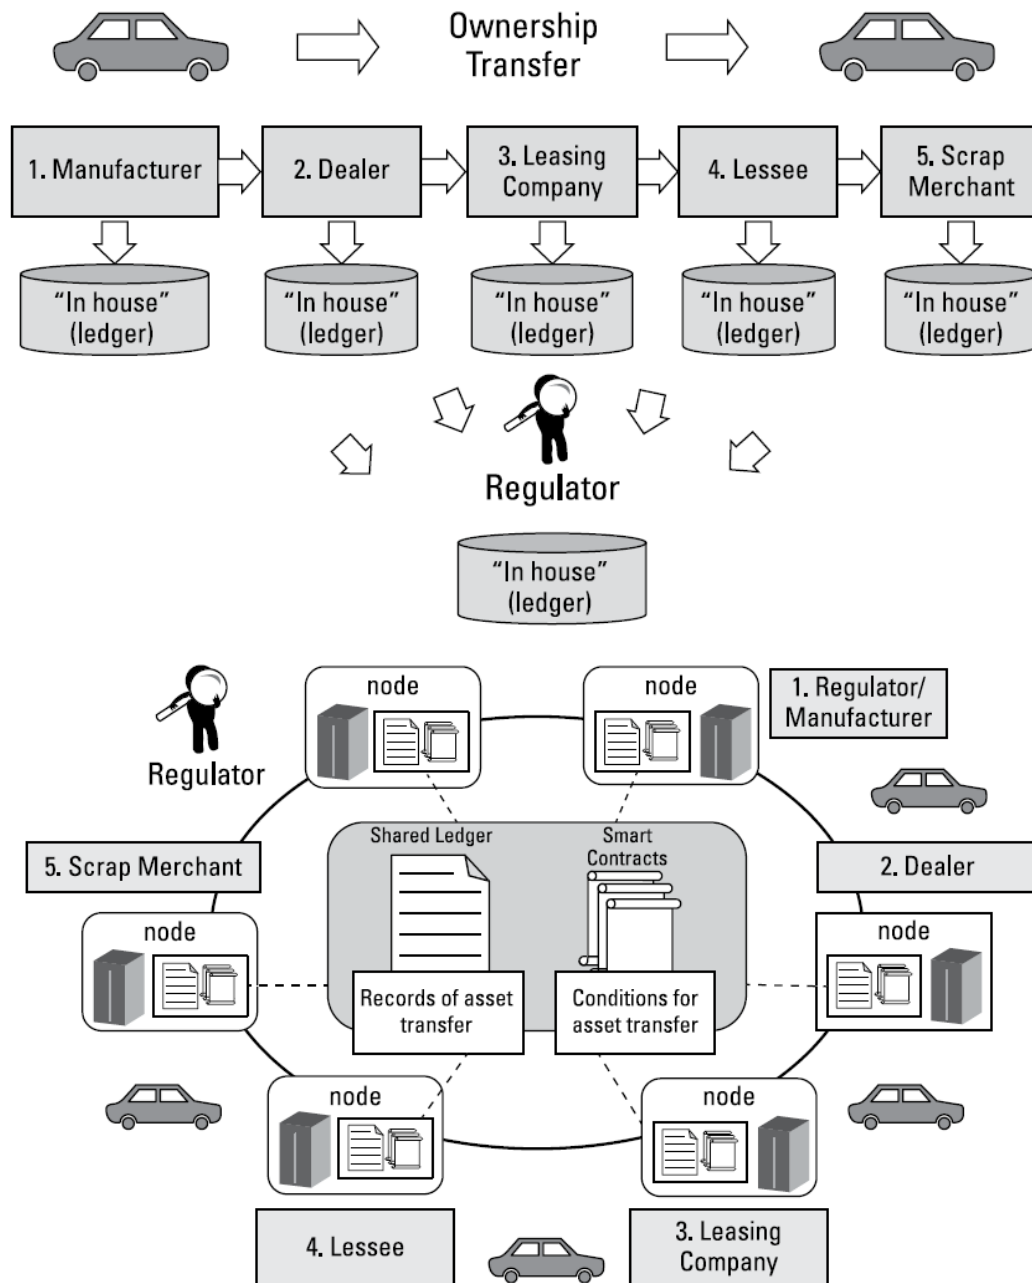 Ownership
Transfer
1. Manufacturer
2. Dealer
3. Leasing
Company
4. Lessee
5. Scrap
Merchant
“In house”
(ledger)
“In house”
(ledger)
“In house”
(ledger)
“In house”
(ledger)
“In house”
(ledger)
Regulator
“In house”
(ledger)
node
node
1. Regulator/
Manufacturer
Regulator
Shared Ledger
Smart
Contracts
5. Scrap Merchant
2. Dealer
node
node
Records of asset
transfer
Conditions for
asset transfer
node
node
4. Lessee
3. Leasing
Company